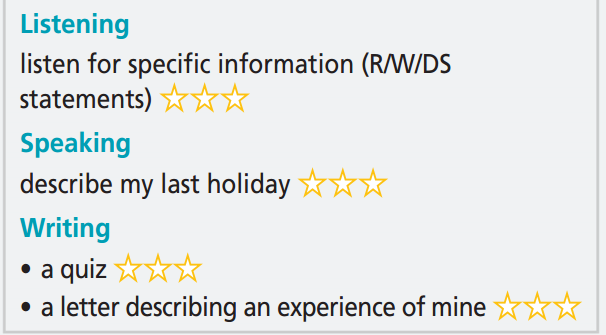 Listening
listen for specific information (R/W/DS
statements) ☆☆☆
Speaking
describe my last holiday ☆☆☆
Writing
• a quiz ☆☆☆
• a letter describing an experience of mine ☆☆☆